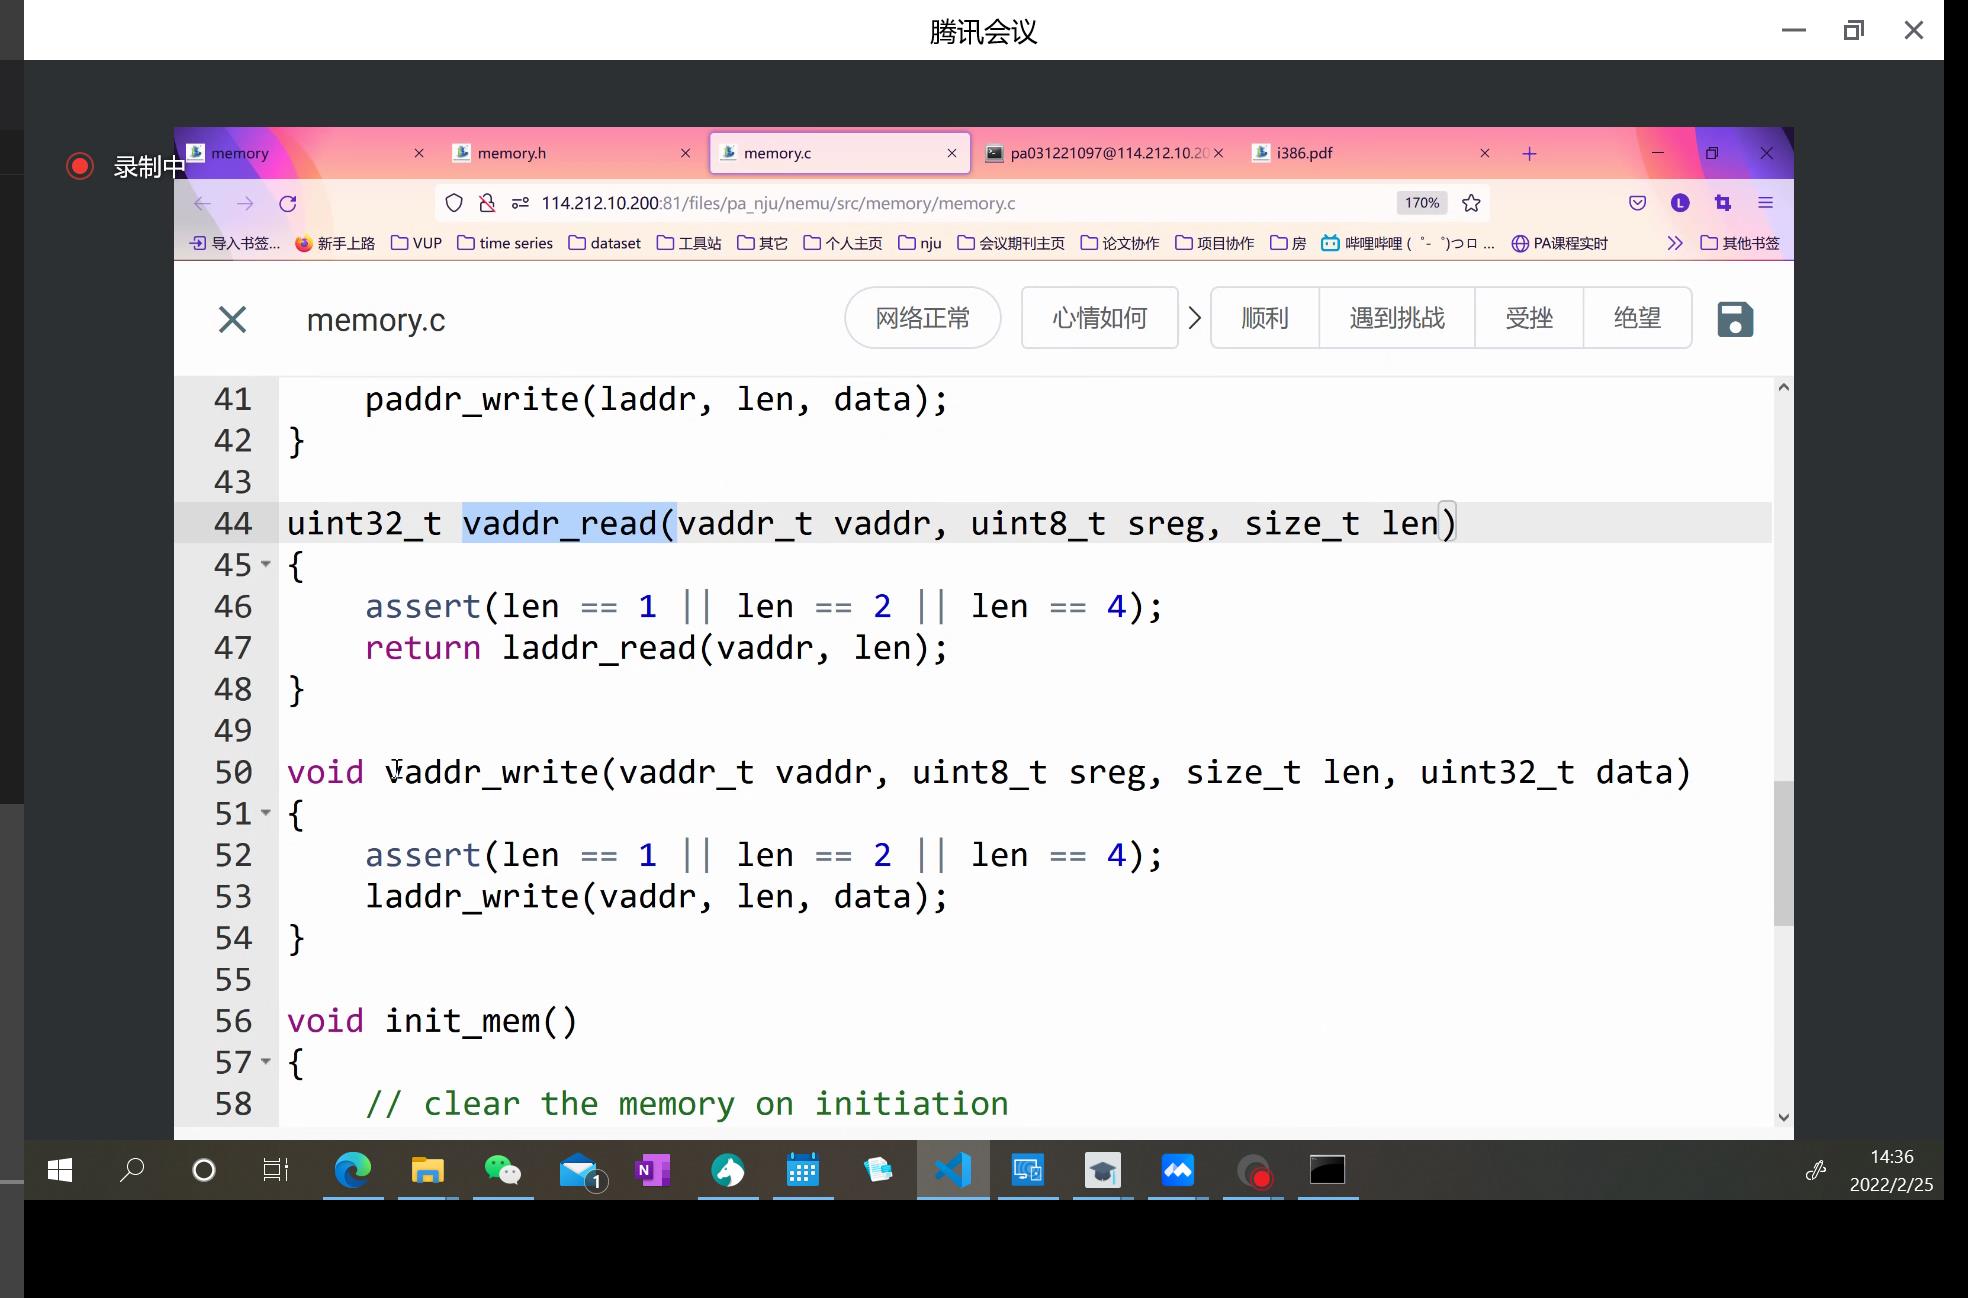 腾讯会议
录制中
memory
memory.h
memory.c
pa031221097@114.212.10.20
i386.pdf
114.212.10.200:81/files/pa_nju/nemu/src/memory/memory.c
170%
L
导入书签... 新手上路 VUP time series dataset 工具站 其它 个人主页 nju 会议期刊主页 论文协作 项目协作 房 哔哩哔哩 ( ゜- ゜)つロ ... PA课程实时 其他书签
memory.c
网络正常 心情如何 顺利 遇到挑战 受挫 绝望
41 paddr_write(laddr, len, data);
42 }
43
44 uint32_t vaddr_read(vaddr_t vaddr, uint8_t sreg, size_t len)
45 {
46 assert(len == 1 || len == 2 || len == 4);
47 return laddr_read(vaddr, len);
48 }
49
50 void vaddr_write(vaddr_t vaddr, uint8_t sreg, size_t len, uint32_t data)
51 {
52 assert(len == 1 || len == 2 || len == 4);
53 laddr_write(vaddr, len, data);
54 }
55
56 void init_mem()
57 {
58 // clear the memory on initiation
1
N
14:36
2022/2/25